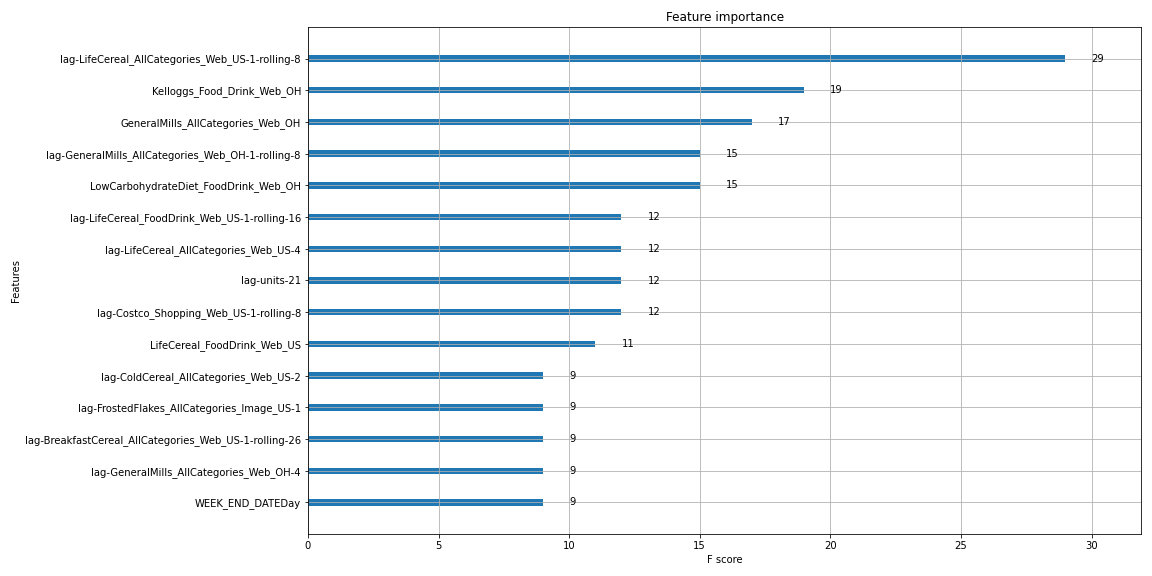 Feature importance
lag-LifeCereal_AllCategories_Web_US-1-rolling-8 29
Kelloggs_Food_Drink_Web_OH 19
GeneralMills_AllCategories_Web_OH 17
lag-GeneralMills_AllCategories_Web_OH-1-rolling-8 15
LowCarbohydrateDiet_FoodDrink_Web_OH 15
lag-LifeCereal_FoodDrink_Web_US-1-rolling-16 12
lag-LifeCereal_AllCategories_Web_US-4 12
lag-units-21 12
lag-Costco_Shopping_Web_US-1-rolling-8 12
LifeCereal_FoodDrink_Web_US 11
lag-ColdCereal_AllCategories_Web_US-2 9
lag-FrostedFlakes_AllCategories_Image_US-1 9
lag-BreakfastCereal_AllCategories_Web_US-1-rolling-26 9
lag-GeneralMills_AllCategories_Web_OH-4 9
WEEK_END_DATEDay 9
Features
0 5 10 15 20 25 30
F score